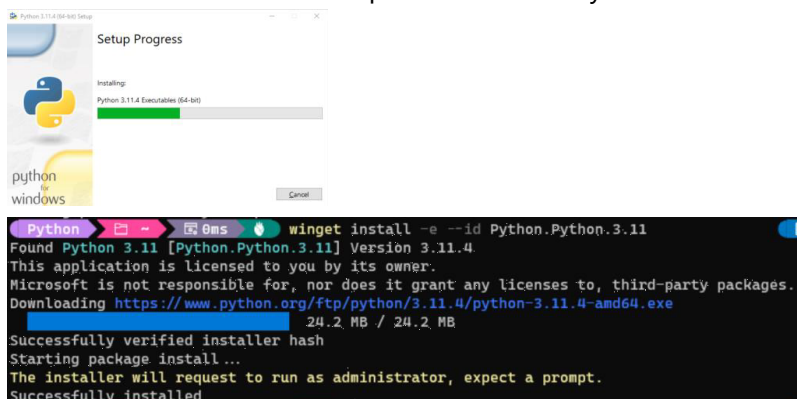 Python 3.11.4 (64-bit) Setup
Setup Progress
Installing:
Python 3.11.4 Executables (64-bit)
python
for
windows
Cancel
Python ~ 0ms winget install -e --id Python.Python.3.11
Found Python 3.11 [Python.Python.3.11] Version 3.11.4
This application is licensed to you by its owner.
Microsoft is not responsible for, nor does it grant any licenses to, third-party packages.
Downloading https://www.python.org/ftp/python/3.11.4/python-3.11.4-amd64.exe
24.2 MB / 24.2 MB
Successfully verified installer hash
Starting package install...
The installer will request to run as administrator, expect a prompt.
Successfully installed